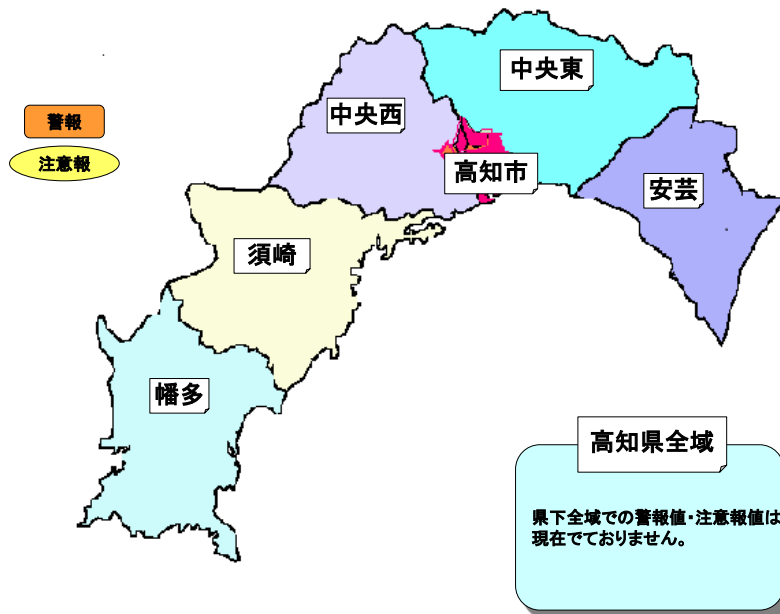 中央東
中央西
警報
注意報
高知市
安芸
須崎
幡多
高知県全域
県下全域での警報値・注意報値は
現在でておりません。